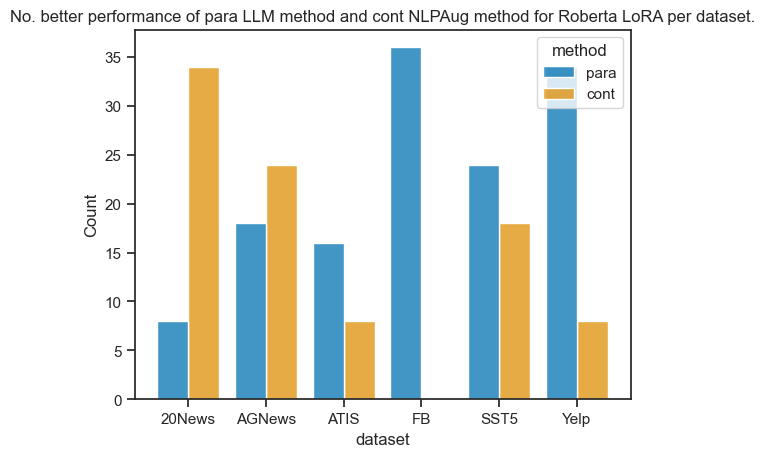 No. better performance of para LLM method and cont NLPAug method for Roberta LoRA per dataset.
method
para
cont
35
30
25
20
15
10
5
0
Count
20News AGNews ATIS FB SST5 Yelp
dataset